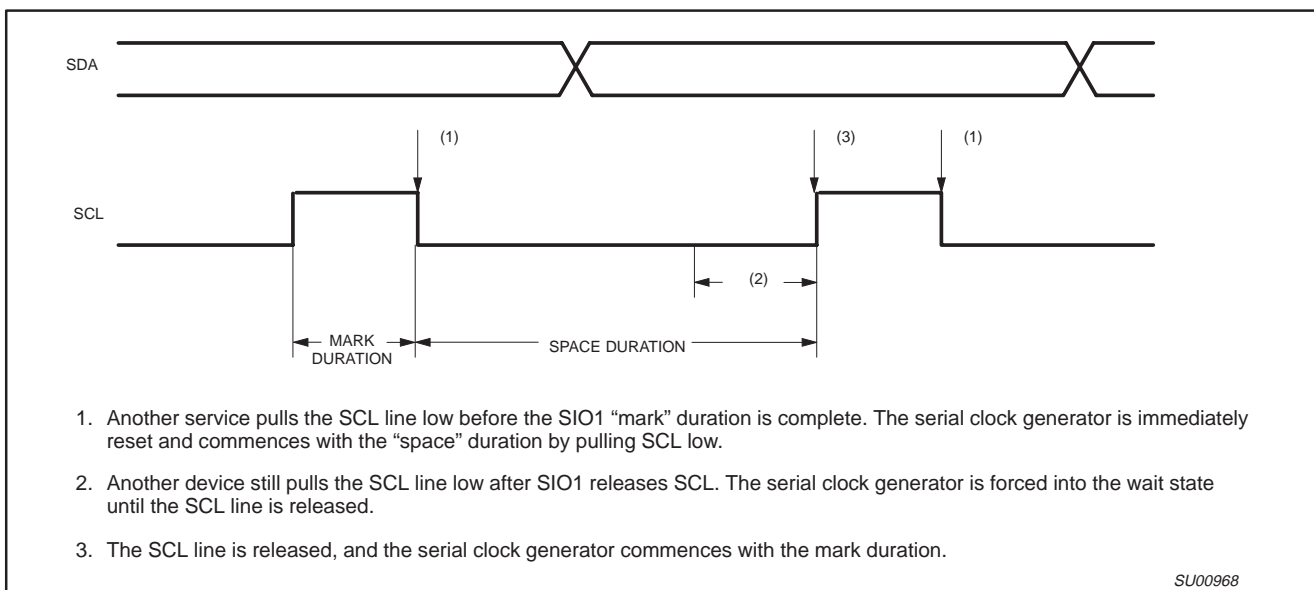 SDA
(1)
(3)
(1)
SCL
(2)
MARK
DURATION
SPACE DURATION
1. Another service pulls the SCL line low before the SIO1 “mark” duration is complete. The serial clock generator is immediately
reset and commences with the “space” duration by pulling SCL low.
2. Another device still pulls the SCL line low after SIO1 releases SCL. The serial clock generator is forced into the wait state
until the SCL line is released.
3. The SCL line is released, and the serial clock generator commences with the mark duration.
SU00968